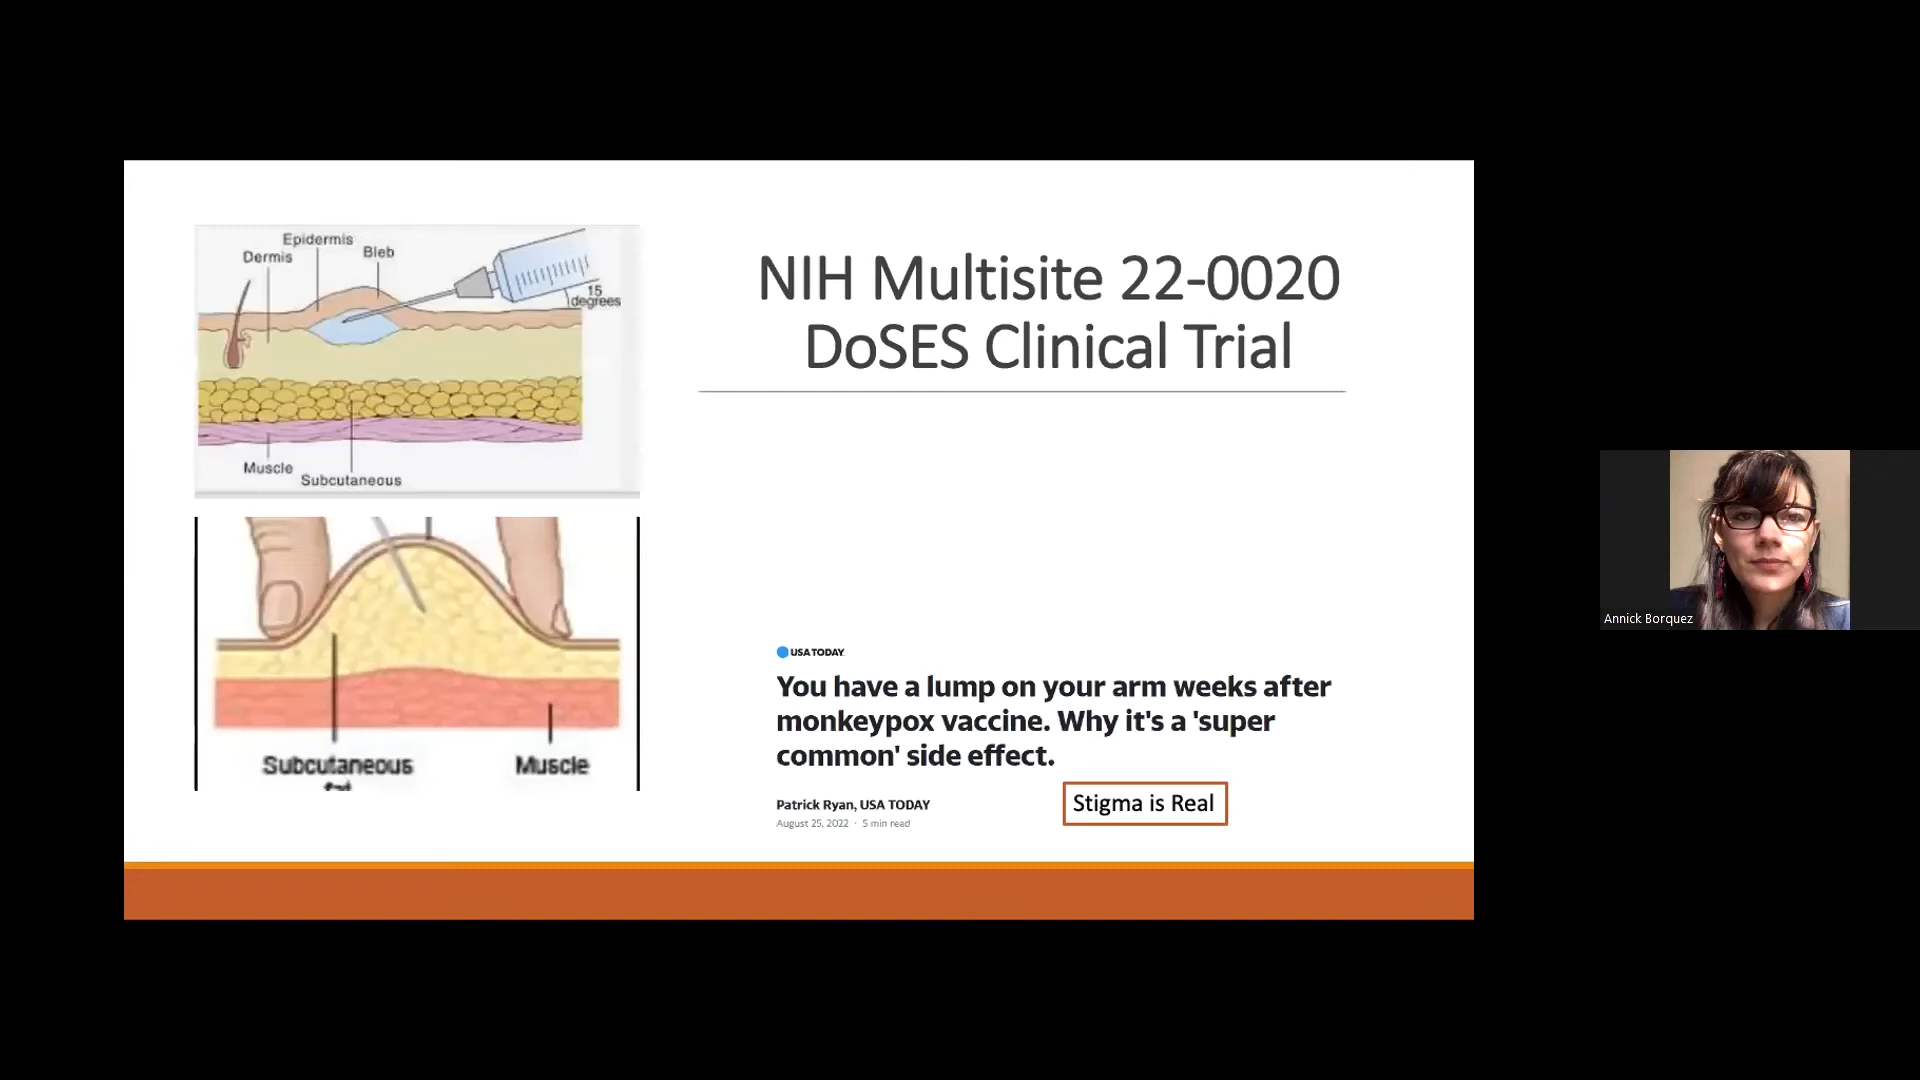 Epidermis
Dermis
Bleb
15
degrees
Muscle
Subcutaneous
Subcutaneous
Muscle
NIH Multisite 22-0020
DoSES Clinical Trial
USA TODAY
You have a lump on your arm weeks after
monkeypox vaccine. Why it's a 'super
common' side effect.
Patrick Ryan, USA TODAY
August 25, 2022 · 5 min read
Stigma is Real
Annick Borquez